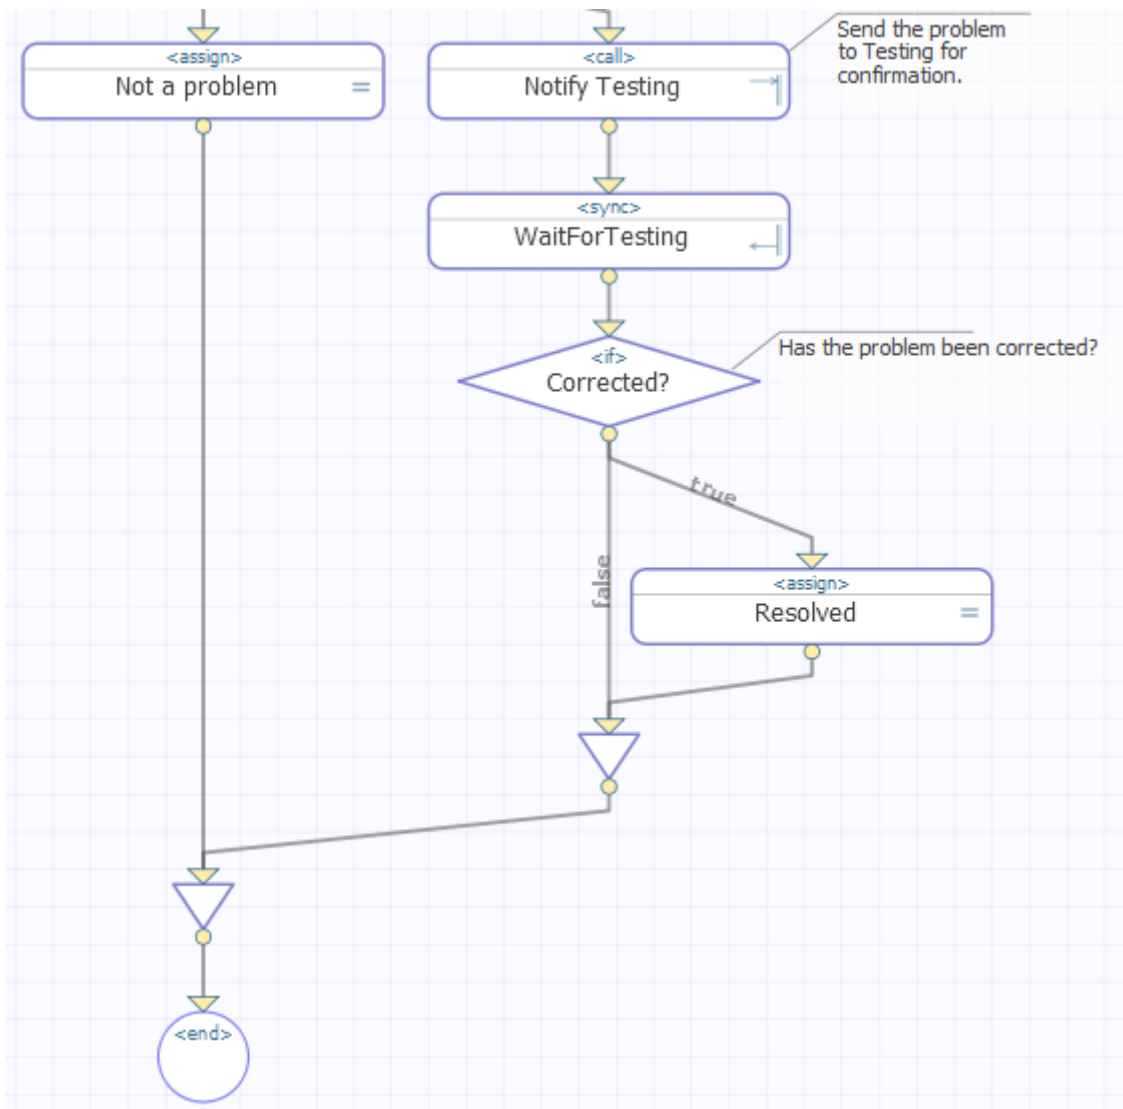 <assign>
Not a problem
=
<call>
Notify Testing
Send the problem
to Testing for
confirmation.
<sync>
WaitForTesting
<if>
Corrected?
Has the problem been corrected?
true
false
<assign>
Resolved
=
<end>